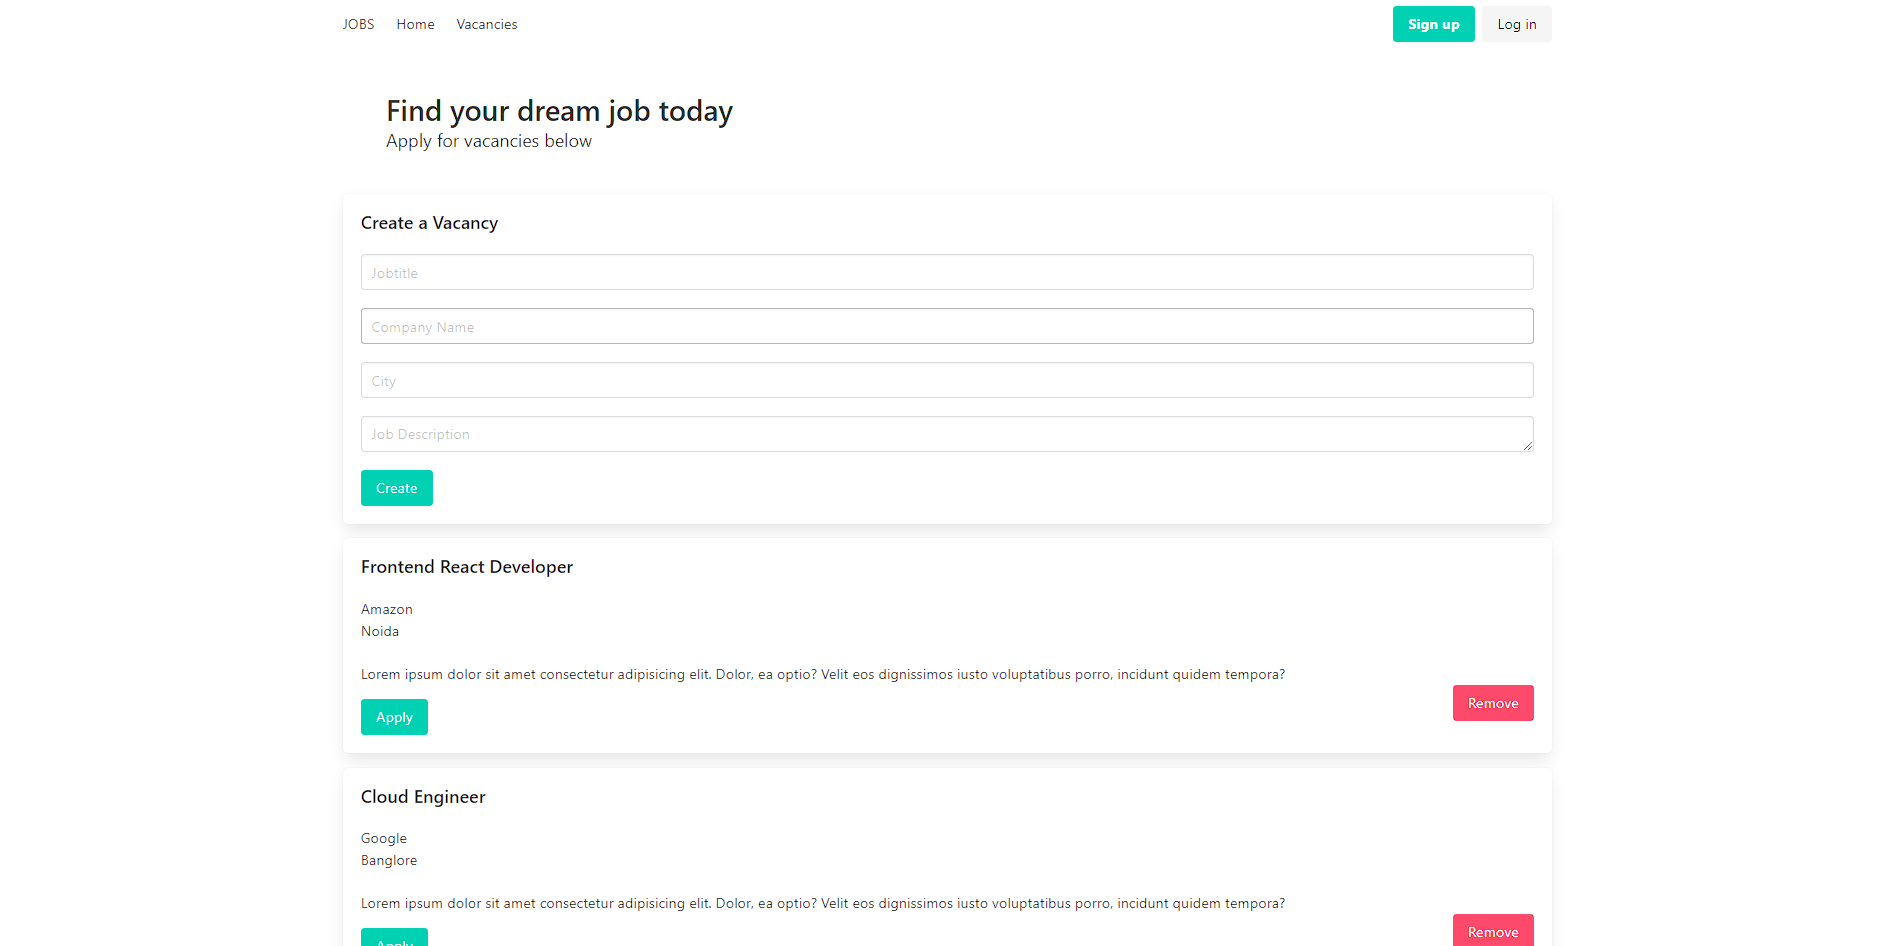 JOBS Home Vacancies Sign up Log in
Find your dream job today
Apply for vacancies below
Create a Vacancy
Jobtitle
Company Name
City
Job Description
Create
Frontend React Developer
Amazon
Noida
Lorem ipsum dolor sit amet consectetur adipisicing elit. Dolor, ea optio? Velit eos dignissimos iusto voluptatibus porro, incidunt quidem tempora?
Remove
Apply
Cloud Engineer
Google
Banglore
Lorem ipsum dolor sit amet consectetur adipisicing elit. Dolor, ea optio? Velit eos dignissimos iusto voluptatibus porro, incidunt quidem tempora?
Remove
Apply